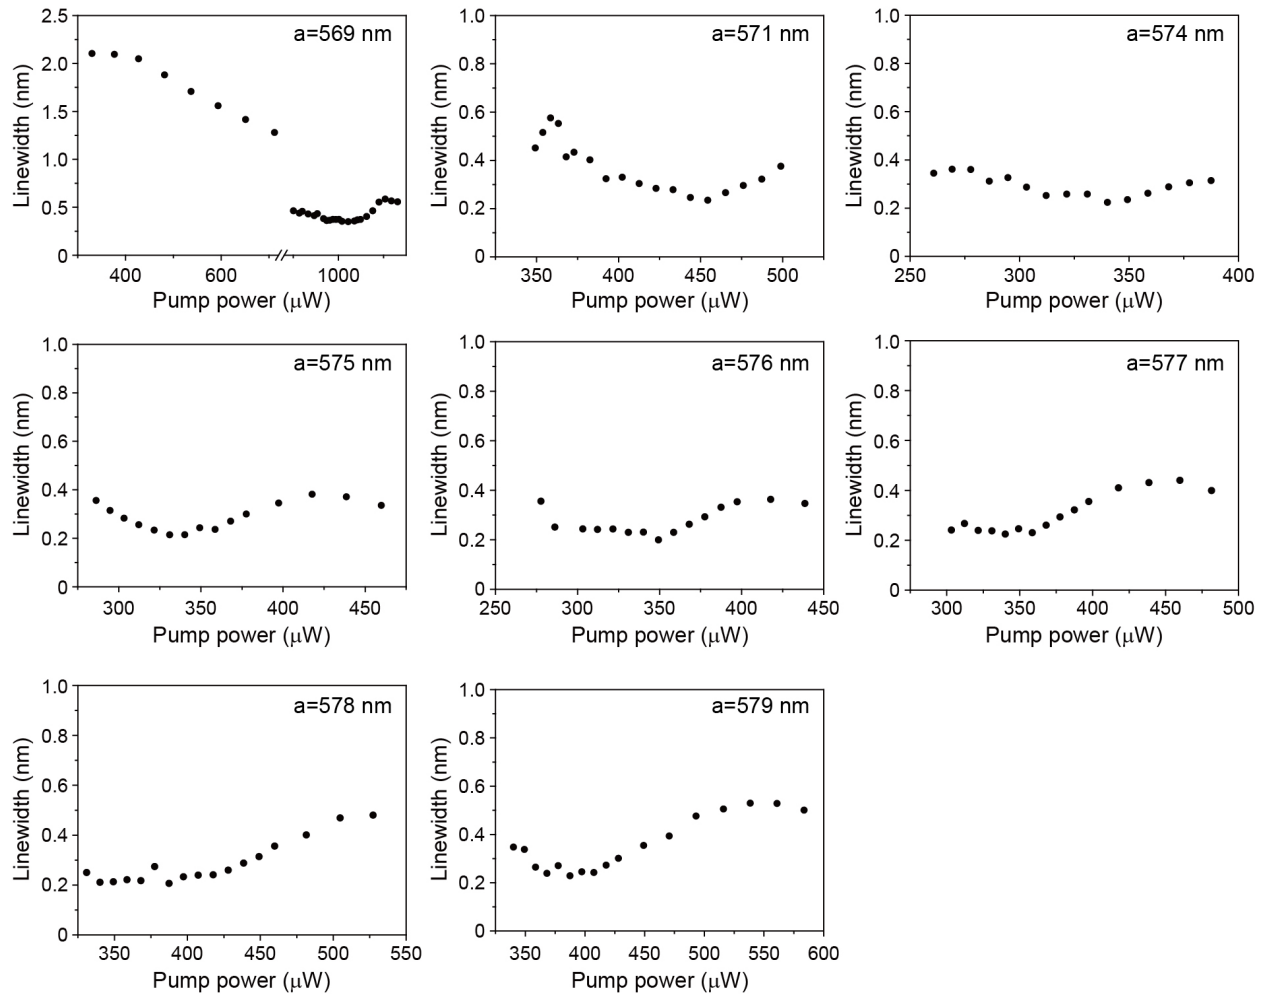 a=569 nm
Linewidth (nm)
2.5
2.0
1.5
1.0
0.5
0
400 600 1000
Pump power (μW)
a=571 nm
Linewidth (nm)
1.0
0.8
0.6
0.4
0.2
0
350 400 450 500
Pump power (μW)
a=574 nm
Linewidth (nm)
1.0
0.8
0.6
0.4
0.2
0
250 300 350 400
Pump power (μW)
a=575 nm
Linewidth (nm)
1.0
0.8
0.6
0.4
0.2
0
300 350 400 450
Pump power (μW)
a=576 nm
Linewidth (nm)
1.0
0.8
0.6
0.4
0.2
0
250 300 350 400 450
Pump power (μW)
a=577 nm
Linewidth (nm)
1.0
0.8
0.6
0.4
0.2
0
300 350 400 450 500
Pump power (μW)
a=578 nm
Linewidth (nm)
1.0
0.8
0.6
0.4
0.2
0
350 400 450 500 550
Pump power (μW)
a=579 nm
Linewidth (nm)
1.0
0.8
0.6
0.4
0.2
0
350 400 450 500 550 600
Pump power (μW)